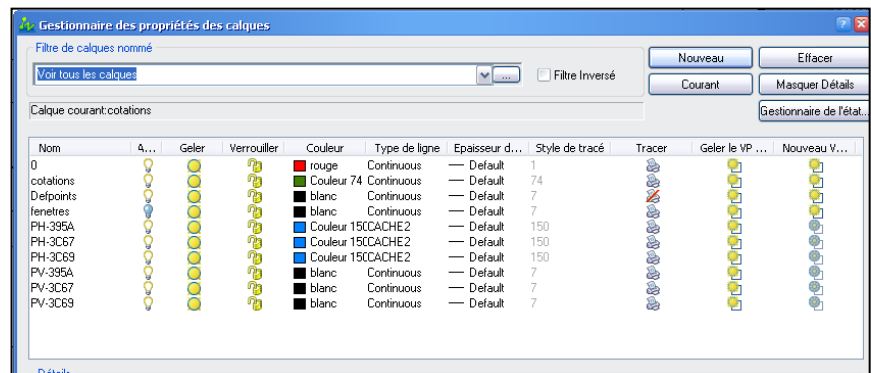 Gestionnaire des propriétés des calques
Filtre de calques nommé
Voir tous les calques
...
Filtre Inversé
Nouveau
Effacer
Courant
Masquer Détails
Calque courant:cotations
Gestionnaire de l'état...
Nom A... Geler Verrouiller Couleur Type de ligne Epaisseur d... Style de tracé Tracer Geler le VP ... Nouveau V...
0 rouge Continuous Default 1
cotations Couleur 74 Continuous Default 74
Defpoints blanc Continuous Default 7
fenetres blanc Continuous Default 7
PH-395A Couleur 150 CACHE2 Default 150
PH-3C67 Couleur 150 CACHE2 Default 150
PH-3C69 Couleur 150 CACHE2 Default 150
PV-395A blanc Continuous Default 7
PV-3C67 blanc Continuous Default 7
PV-3C69 blanc Continuous Default 7
Détails